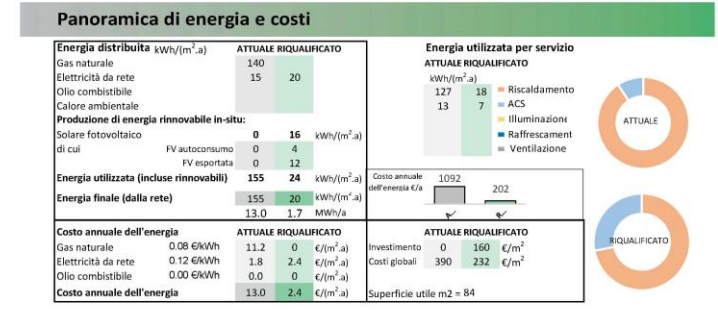 Panoramica di energia e costi
Energia distribuita kWh/(m².a) ATTUALE RIQUALIFICATO
Gas naturale 140
Elettricità da rete 15 20
Olio combistibile
Calore ambientale
Produzione di energia rinnovabile in-situ:
Solare fotovoltaico 0 16 kWh/(m².a)
di cui FV autoconsumo 0 4
FV esportata 0 12
Energia utilizzata (incluse rinnovabili) 155 24 kWh/(m².a)
Energia finale (dalla rete) 155 20 kWh/(m².a)
13.0 1.7 MWh/a
Energia utilizzata per servizio
ATTUALE RIQUALIFICATO
kWh/(m².a)
127 18 Riscaldamento
13 7 ACS
Illuminazione
Raffrescament
Ventilazione
ATTUALE
RIQUALIFICATO
Costo annuale dell'energia €/a 1092 202
Costo annuale dell'energia ATTUALE RIQUALIFICATO
Gas naturale 0.08 €/kWh 11.2 0 €/(m².a)
Elettricità da rete 0.12 €/kWh 1.8 2.4 €/(m².a)
Olio combistibile 0.00 €/kWh 0.0 0 €/(m².a)
Costo annuale dell'energia 13.0 2.4 €/(m².a)
ATTUALE RIQUALIFICATO
Investimento 0 160 €/m²
Costi globali 390 232 €/m²
Superficie utile m2 = 84